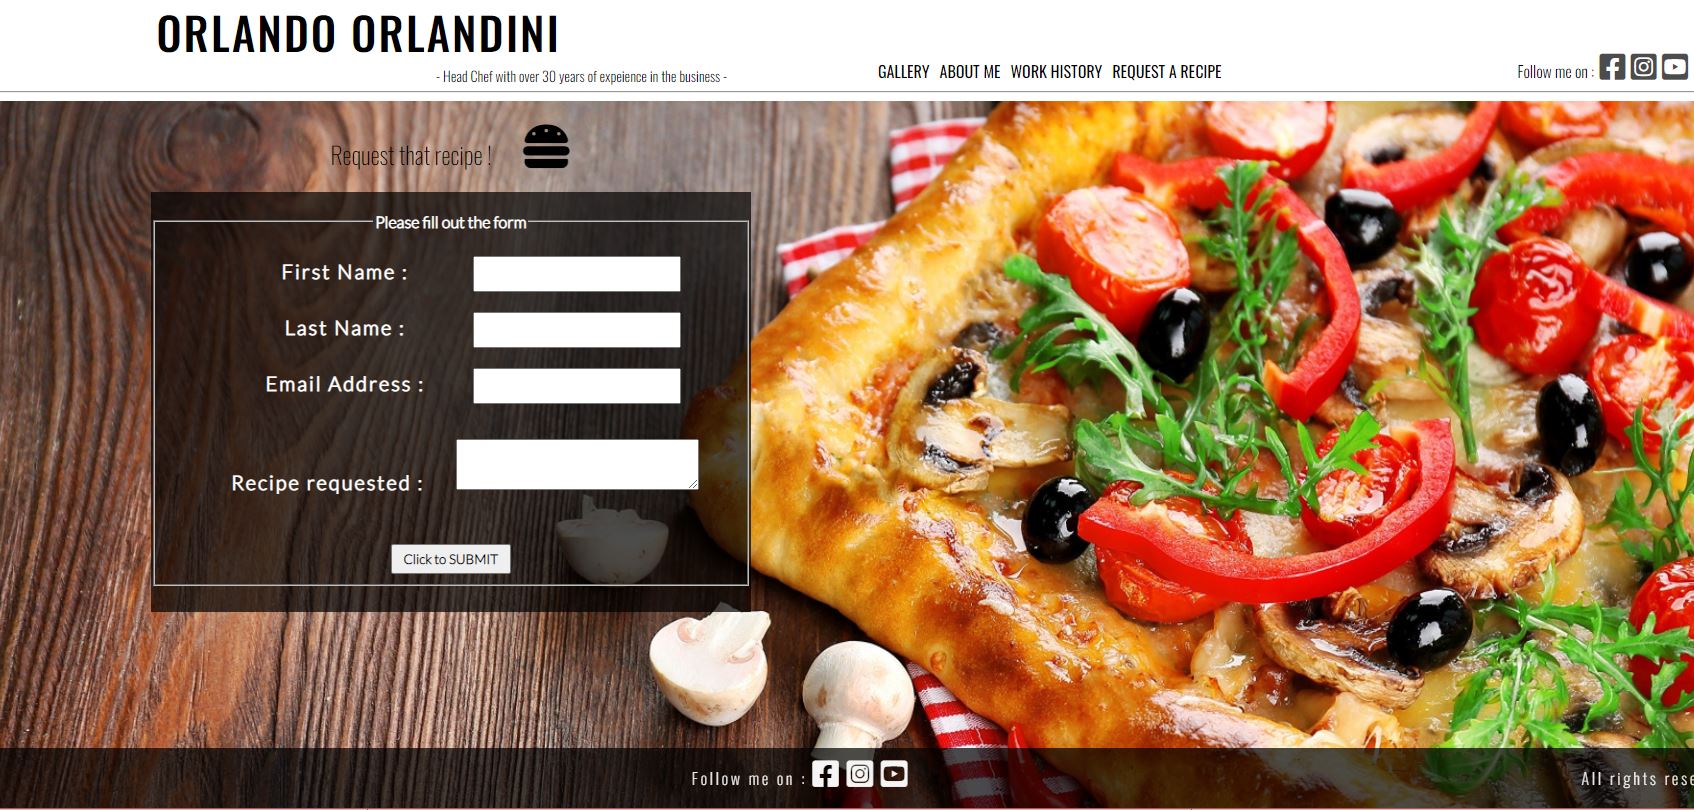 ORLANDO ORLANDINI
- Head Chef with over 30 years of expeience in the business -
GALLERY ABOUT ME WORK HISTORY REQUEST A RECIPE
Follow me on :
Request that recipe !
Please fill out the form
First Name :
Last Name :
Email Address :
Recipe requested :
Click to SUBMIT
Follow me on :
All rights rese